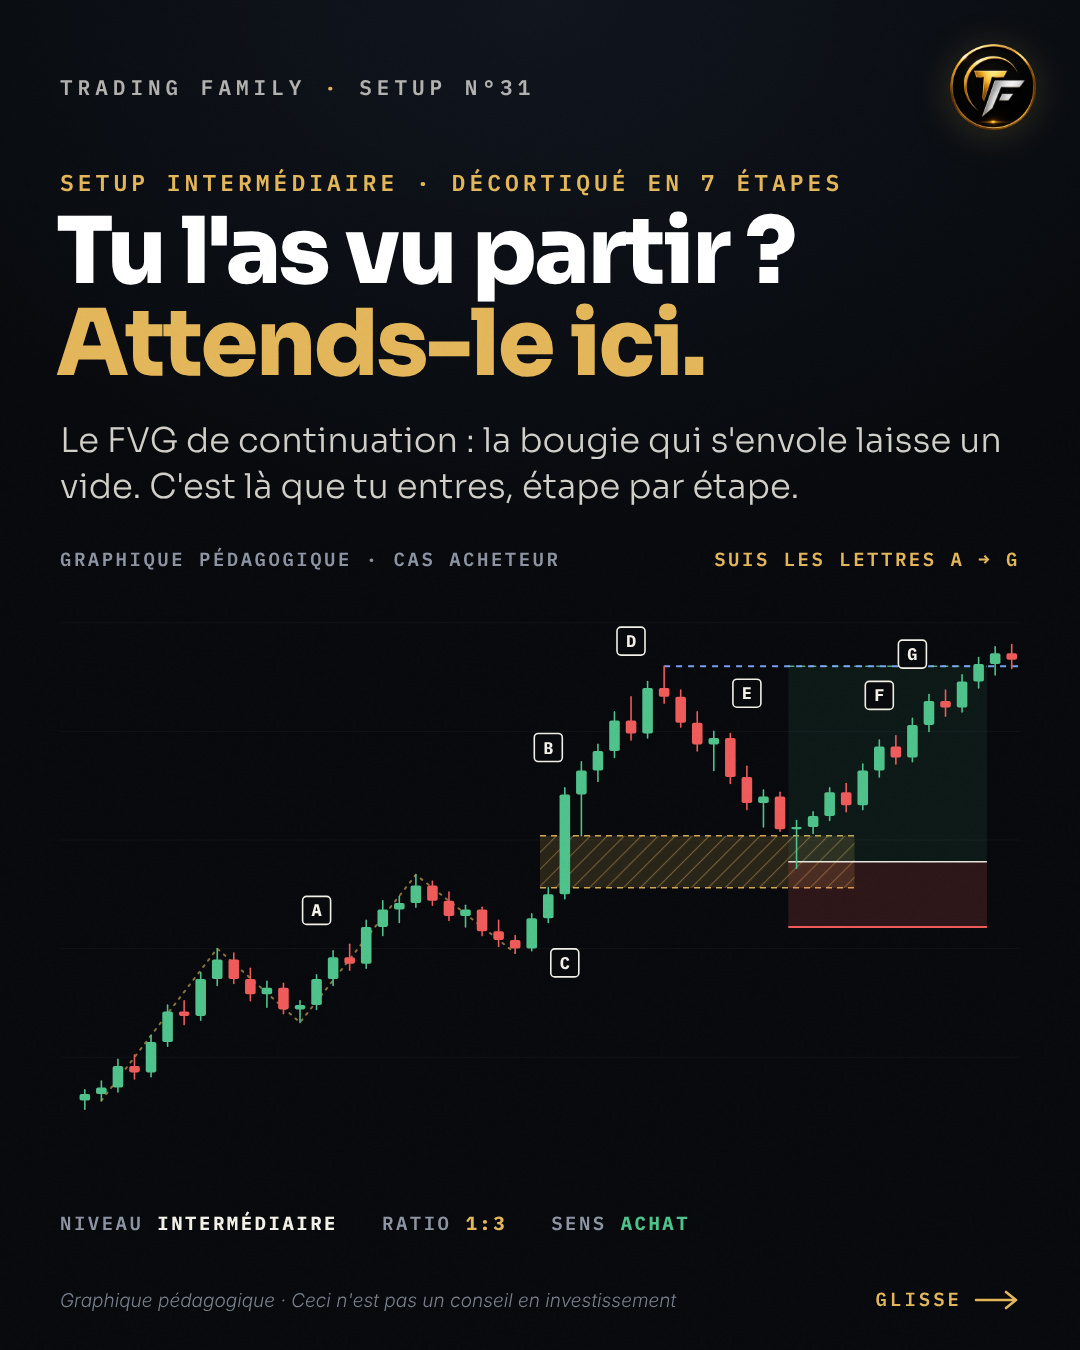 TRADING FAMILY · SETUP N°31
TF
SETUP INTERMÉDIAIRE · DÉCORTIQUÉ EN 7 ÉTAPES
Tu l'as vu partir ?
Attends-le ici.
Le FVG de continuation : la bougie qui s'envole laisse un
vide. C'est là que tu entres, étape par étape.
GRAPHIQUE PÉDAGOGIQUE · CAS ACHETEUR
SUIS LES LETTRES A → G
D
G
E
F
B
A
C
NIVEAU INTERMÉDIAIRE RATIO 1:3 SENS ACHAT
Graphique pédagogique · Ceci n'est pas un conseil en investissement
GLISSE →